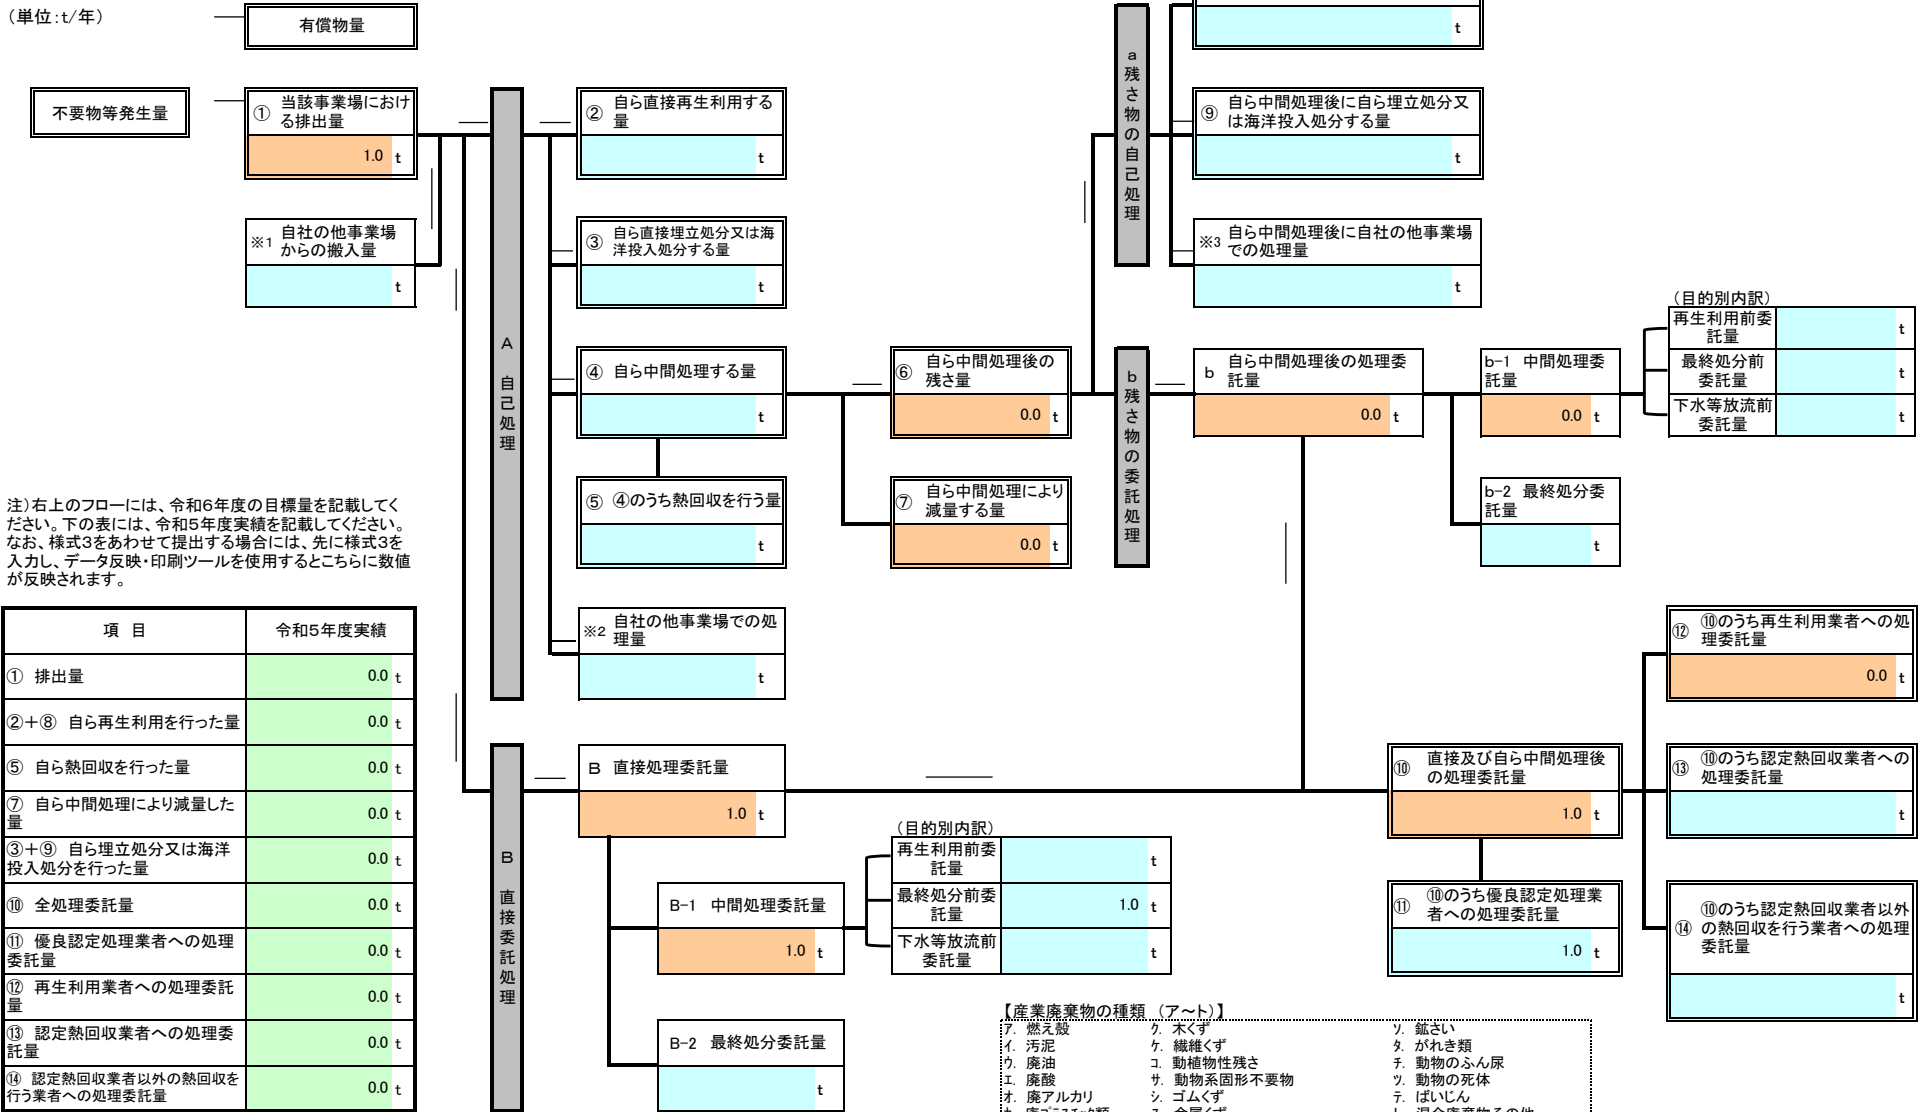 （単位:t/年）
有償物量
t
不要物等発生量
① 当該事業場におけ
る排出量
1.0 t
※1 自社の他事業場
からの搬入量
t
A 自己処理
② 自ら直接再生利用する
量
t
③ 自ら直接埋立処分又は海
洋投入処分する量
t
④ 自ら中間処理する量
t
⑤ ④のうち熱回収を行う量
t
※2 自社の他事業場での処
理量
t
⑥ 自ら中間処理後の
残さ量
0.0 t
⑦ 自ら中間処理により
減量する量
0.0 t
a残さ物の自己処理
⑨ 自ら中間処理後に自ら埋立処分又
は海洋投入処分する量
t
※3 自ら中間処理後に自社の他事業場
での処理量
t
b残さ物の委託処理
b 自ら中間処理後の処理委
託量
0.0 t
b-1 中間処理委
託量
0.0 t
（目的別内訳）
再生利用前委
託量
t
最終処分前
委託量
t
下水等放流前
委託量
t
b-2 最終処分委
託量
t
注）右上のフローには、令和６年度の目標量を記載してく
ださい。下の表には、令和５年度実績を記載してください。
なお、様式３をあわせて提出する場合には、先に様式３を
入力し、データ反映・印刷ツールを使用するとこちらに数値
が反映されます。
項 目 令和５年度実績
① 排出量 0.0 t
②＋⑧ 自ら再生利用を行った量 0.0 t
⑤ 自ら熱回収を行った量 0.0 t
⑦ 自ら中間処理により減量した
量 0.0 t
③＋⑨ 自ら埋立処分又は海洋
投入処分を行った量 0.0 t
⑩ 全処理委託量 0.0 t
⑪ 優良認定処理業者への処理
委託量 0.0 t
⑫ 再生利用業者への処理委託
量 0.0 t
⑬ 認定熱回収業者への処理委
託量 0.0 t
⑭ 認定熱回収業者以外の熱回収を
行う業者への処理委託量 0.0 t
B 直接委託処理
B 直接処理委託量
1.0 t
B-1 中間処理委託量
1.0 t
（目的別内訳）
再生利用前委
託量
t
最終処分前委
託量
1.0 t
下水等放流前
委託量
t
B-2 最終処分委託量
t
⑩ 直接及び自ら中間処理後
の処理委託量
1.0 t
⑪ ⑩のうち優良認定処理業
者への処理委託量
1.0 t
⑫ ⑩のうち再生利用業者への処
理委託量
0.0 t
⑬ ⑩のうち認定熱回収業者への
処理委託量
t
⑭ ⑩のうち認定熱回収業者以外
の熱回収を行う業者への処理
委託量
t
【産業廃棄物の種類 （ア〜ト）】
ア. 燃え殻 ク. 木くず ソ. 鉱さい
イ. 汚泥 ケ. 繊維くず タ. がれき類
ウ. 廃油 コ. 動植物性残さ チ. 動物のふん尿
エ. 廃酸 サ. 動物系固形不要物 ツ. 動物の死体
オ. 廃アルカリ シ. ゴムくず テ. ばいじん